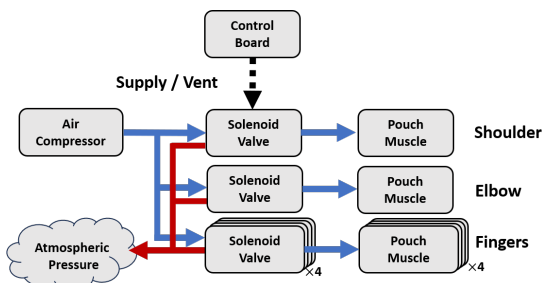 Control
Board
Supply / Vent
Air
Compressor
Solenoid
Valve
Pouch
Muscle
Shoulder
Solenoid
Valve
Pouch
Muscle
Elbow
Atmospheric
Pressure
Solenoid
Valve
×4
Pouch
Muscle
×4
Fingers